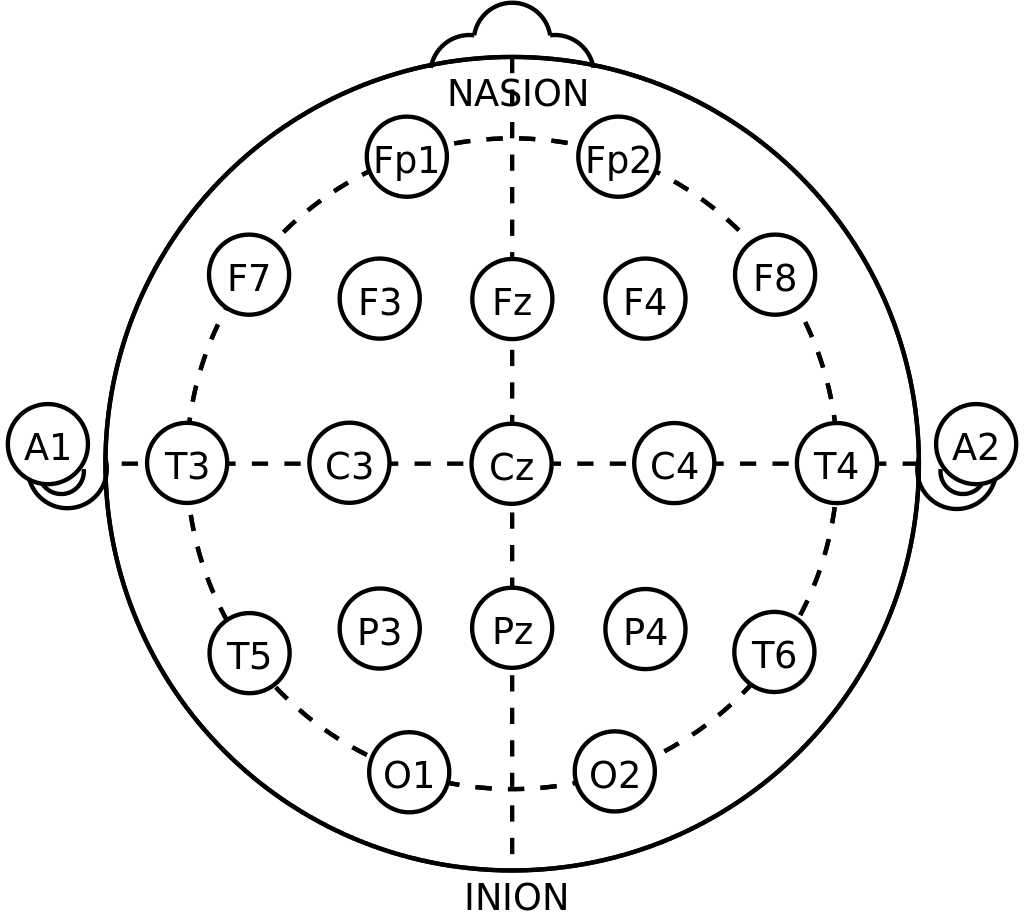 NASION
Fp1 Fp2
F7 F3 Fz F4 F8
A1 T3 C3 Cz C4 T4 A2
T5 P3 Pz P4 T6
O1 O2
INION